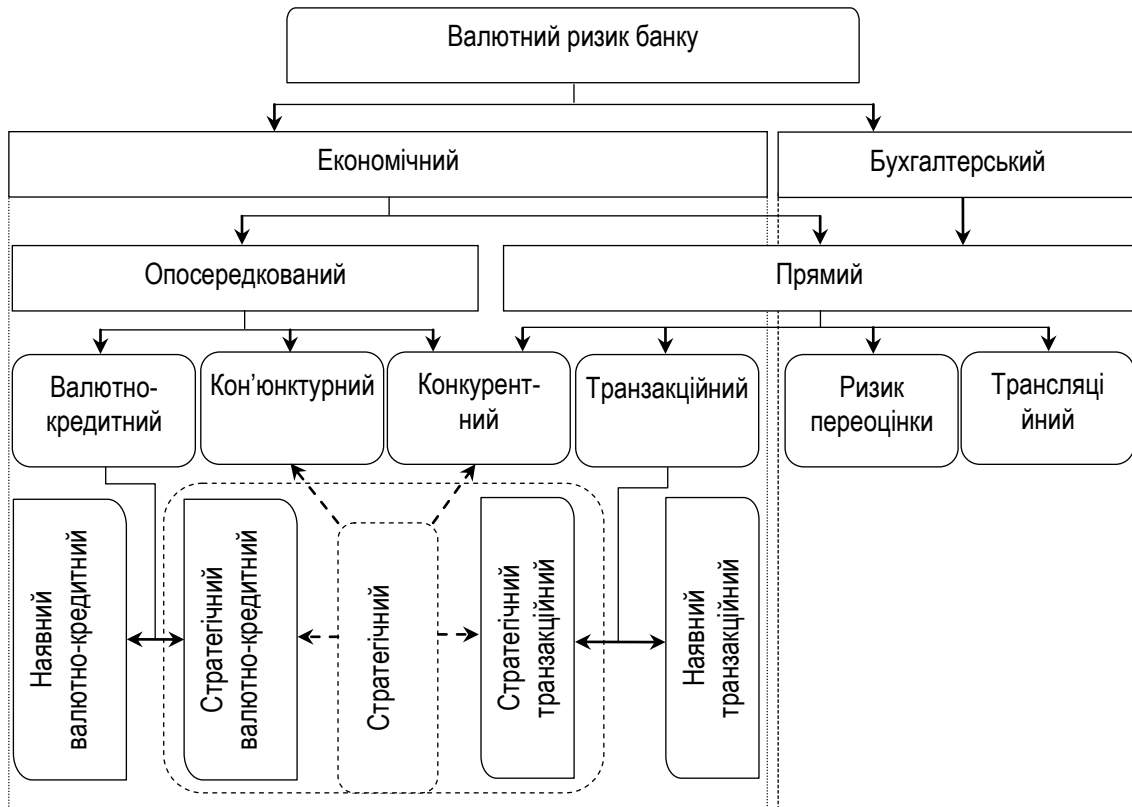 Валютний ризик банку
Економічний
Бухгалтерський
Опосередкований
Прямий
Валютно-
кредитний
Кон’юнктурний
Конкурент-
ний
Транзакційний
Ризик
переоцінки
Трансляці
йний
Наявний
валютно-кредитний
Стратегічний
валютно-кредитний
Стратегічний
Стратегічний
транзакційний
Наявний
транзакційний